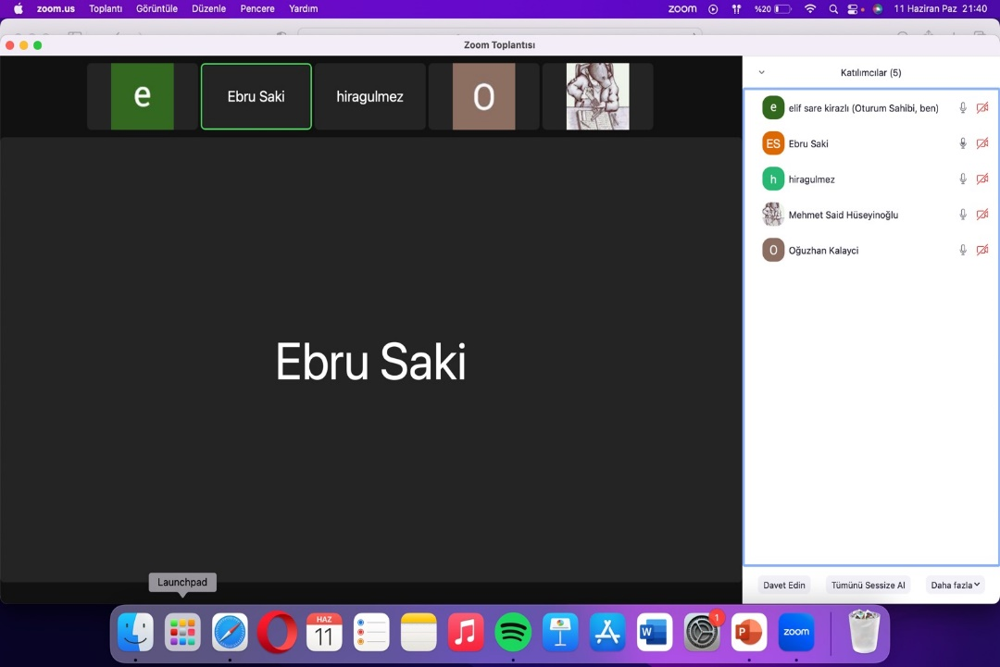 zoom.us Toplantı Görüntüle Düzenle Pencere Yardım zoom %20 11 Haziran Paz 21:40
Zoom Toplantısı
e
Ebru Saki
hiragulmez
O
Ebru Saki
Katılımcılar (5)
e elif sare kirazlı (Oturum Sahibi, ben)
ES Ebru Saki
h hiragulmez
Mehmet Said Hüseyinoğlu
O Oğuzhan Kalayci
Davet Edin Tümünü Sessize Al Daha fazla
Launchpad
HAZ
11
W
1
P
zoom